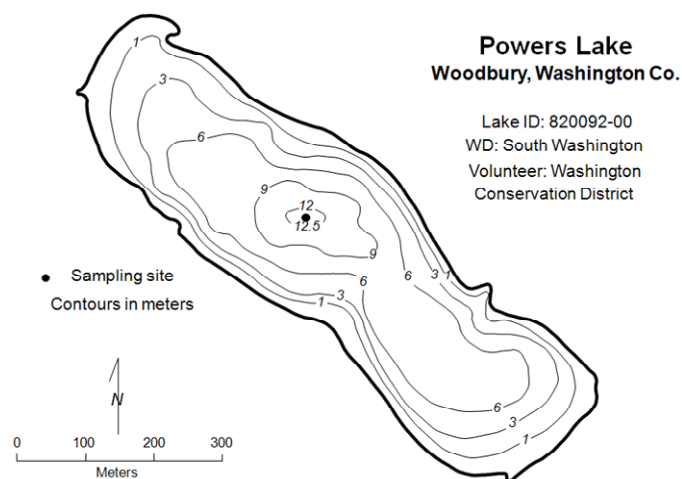 Powers Lake
Woodbury, Washington Co.
Lake ID: 820092-00
WD: South Washington
Volunteer: Washington
Conservation District
1
3
6
9
12
12.5
9
6
6
3
1
3
1
6
3
1
Sampling site
Contours in meters
N
0 100 200 300
Meters